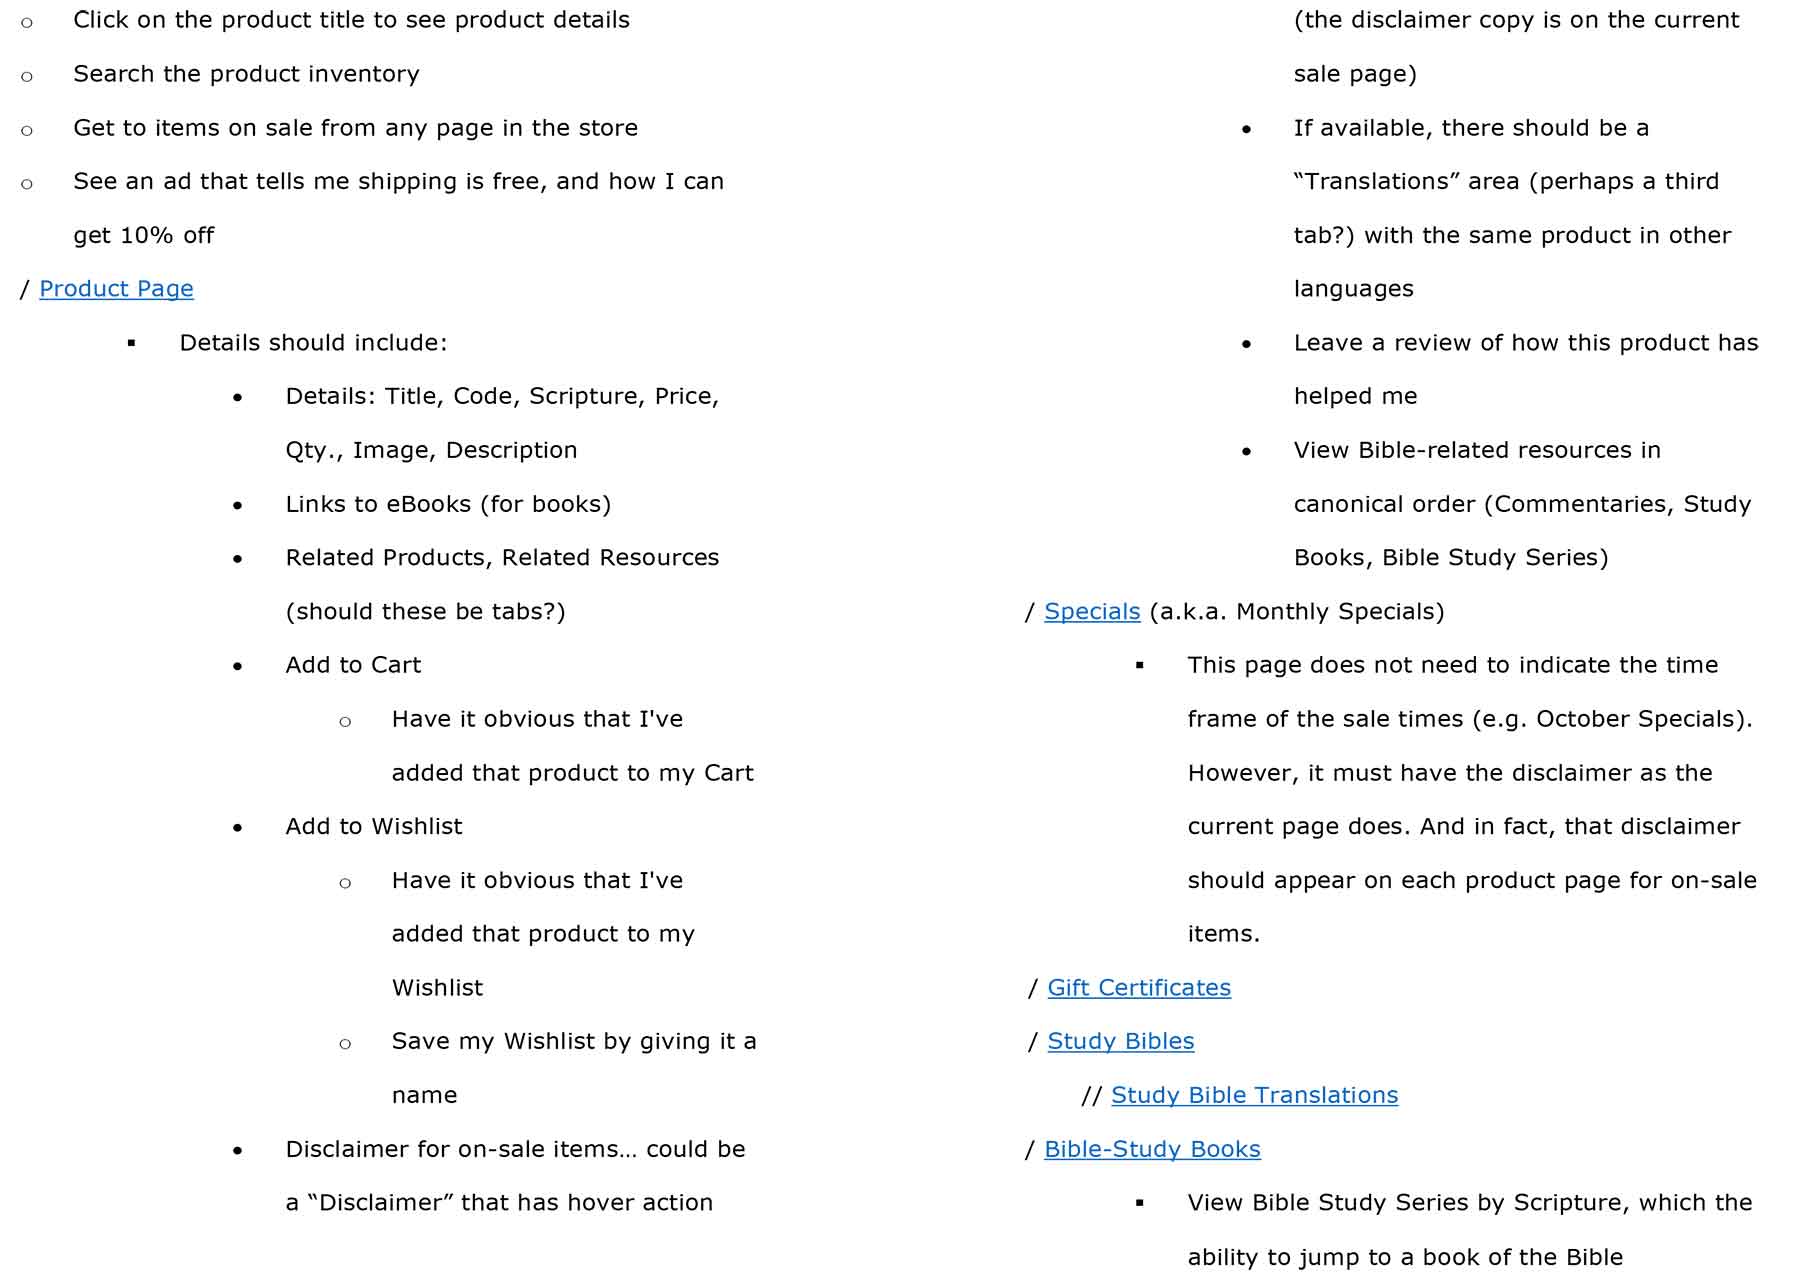 o Click on the product title to see product details
o Search the product inventory
o Get to items on sale from any page in the store
o See an ad that tells me shipping is free, and how I can
get 10% off
/ Product Page
▪ Details should include:
• Details: Title, Code, Scripture, Price,
Qty., Image, Description
• Links to eBooks (for books)
• Related Products, Related Resources
(should these be tabs?)
• Add to Cart
o Have it obvious that I've
added that product to my Cart
• Add to Wishlist
o Have it obvious that I've
added that product to my
Wishlist
o Save my Wishlist by giving it a
name
• Disclaimer for on-sale items… could be
a “Disclaimer” that has hover action
(the disclaimer copy is on the current
sale page)
• If available, there should be a
“Translations” area (perhaps a third
tab?) with the same product in other
languages
• Leave a review of how this product has
helped me
• View Bible-related resources in
canonical order (Commentaries, Study
Books, Bible Study Series)
/ Specials (a.k.a. Monthly Specials)
▪ This page does not need to indicate the time
frame of the sale times (e.g. October Specials).
However, it must have the disclaimer as the
current page does. And in fact, that disclaimer
should appear on each product page for on-sale
items.
/ Gift Certificates
/ Study Bibles
// Study Bible Translations
/ Bible-Study Books
▪ View Bible Study Series by Scripture, which the
ability to jump to a book of the Bible